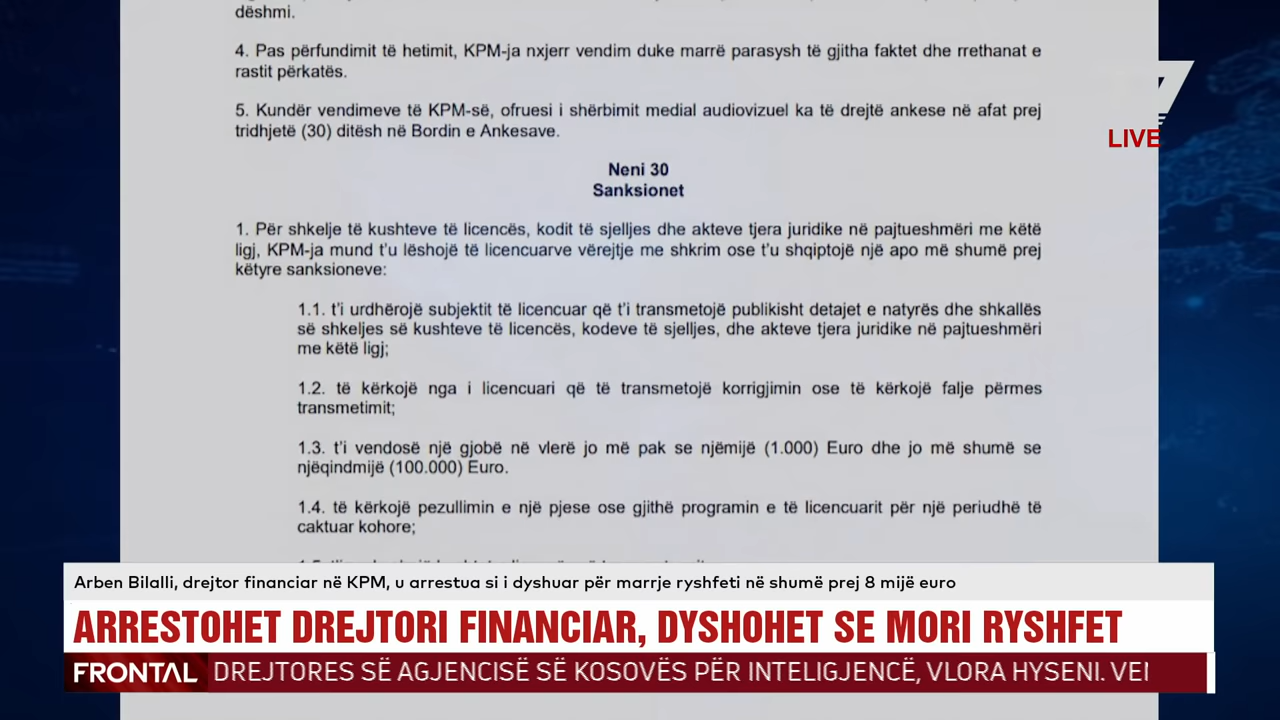 dëshmi.
4. Pas përfundimit të hetimit, KPM-ja nxjerr vendim duke marrë parasysh të gjitha faktet dhe rrethanat e
rastit përkatës.
5. Kundër vendimeve të KPM-së, ofruesi i shërbimit medial audiovizuel ka të drejtë ankese në afat prej
tridhjetë (30) ditësh në Bordin e Ankesave.
LIVE
Neni 30
Sanksionet
1. Për shkelje të kushteve të licencës, kodit të sjelljes dhe akteve tjera juridike në pajtueshmëri me këtë
ligj, KPM-ja mund t'u lëshojë të licencuarve vërejtje me shkrim ose t'u shqiptojë një apo më shumë prej
këtyre sanksioneve:
1.1. t'i urdhërojë subjektit të licencuar që t'i transmetojë publikisht detajet e natyrës dhe shkallës
së shkeljes së kushteve të licencës, kodeve të sjelljes, dhe akteve tjera juridike në pajtueshmëri
me këtë ligj;
1.2. të kërkojë nga i licencuari që të transmetojë korrigjimin ose të kërkojë falje përmes
transmetimit;
1.3. t'i vendosë një gjobë në vlerë jo më pak se njëmijë (1.000) Euro dhe jo më shumë se
njëqindmijë (100.000) Euro.
1.4. të kërkojë pezullimin e një pjese ose gjithë programin e të licencuarit për një periudhë të
caktuar kohore;
Arben Bilalli, drejtor financiar në KPM, u arrestua si i dyshuar për marrje ryshfeti në shumë prej 8 mijë euro
ARRESTOHET DREJTORI FINANCIAR, DYSHOHET SE MORI RYSHFET
FRONTAL DREJTORES SË AGJENCISË SË KOSOVËS PËR INTELIGJENCË, VLORA HYSENI. VE